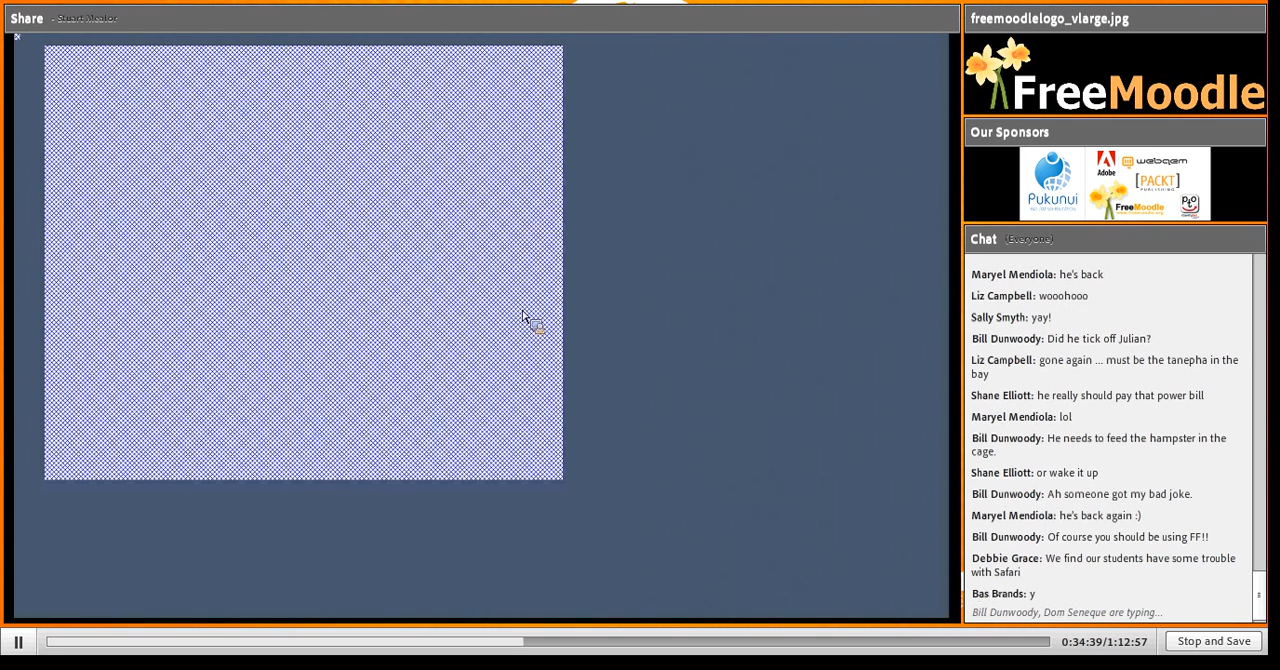 Share - Stuart Mealor
freemoodlelogo_vlarge.jpg
FreeMoodle
Our Sponsors
Pukunui
Adobe
webgem
[PACKT]
PUBLISHING
FreeMoodle
Chat (Everyone)
Maryel Mendiola: he's back
Liz Campbell: wooohooo
Sally Smyth: yay!
Bill Dunwoody: Did he tick off Julian?
Liz Campbell: gone again ... must be the tanepha in the
bay
Shane Elliott: he really should pay that power bill
Maryel Mendiola: lol
Bill Dunwoody: He needs to feed the hampster in the
cage.
Shane Elliott: or wake it up
Bill Dunwoody: Ah someone got my bad joke.
Maryel Mendiola: he's back again :)
Bill Dunwoody: Of course you should be using FF!!
Debbie Grace: We find our students have some trouble
with Safari
Bas Brands: y
Bill Dunwoody, Dom Seneque are typing...
0:34:39/1:12:57
Stop and Save